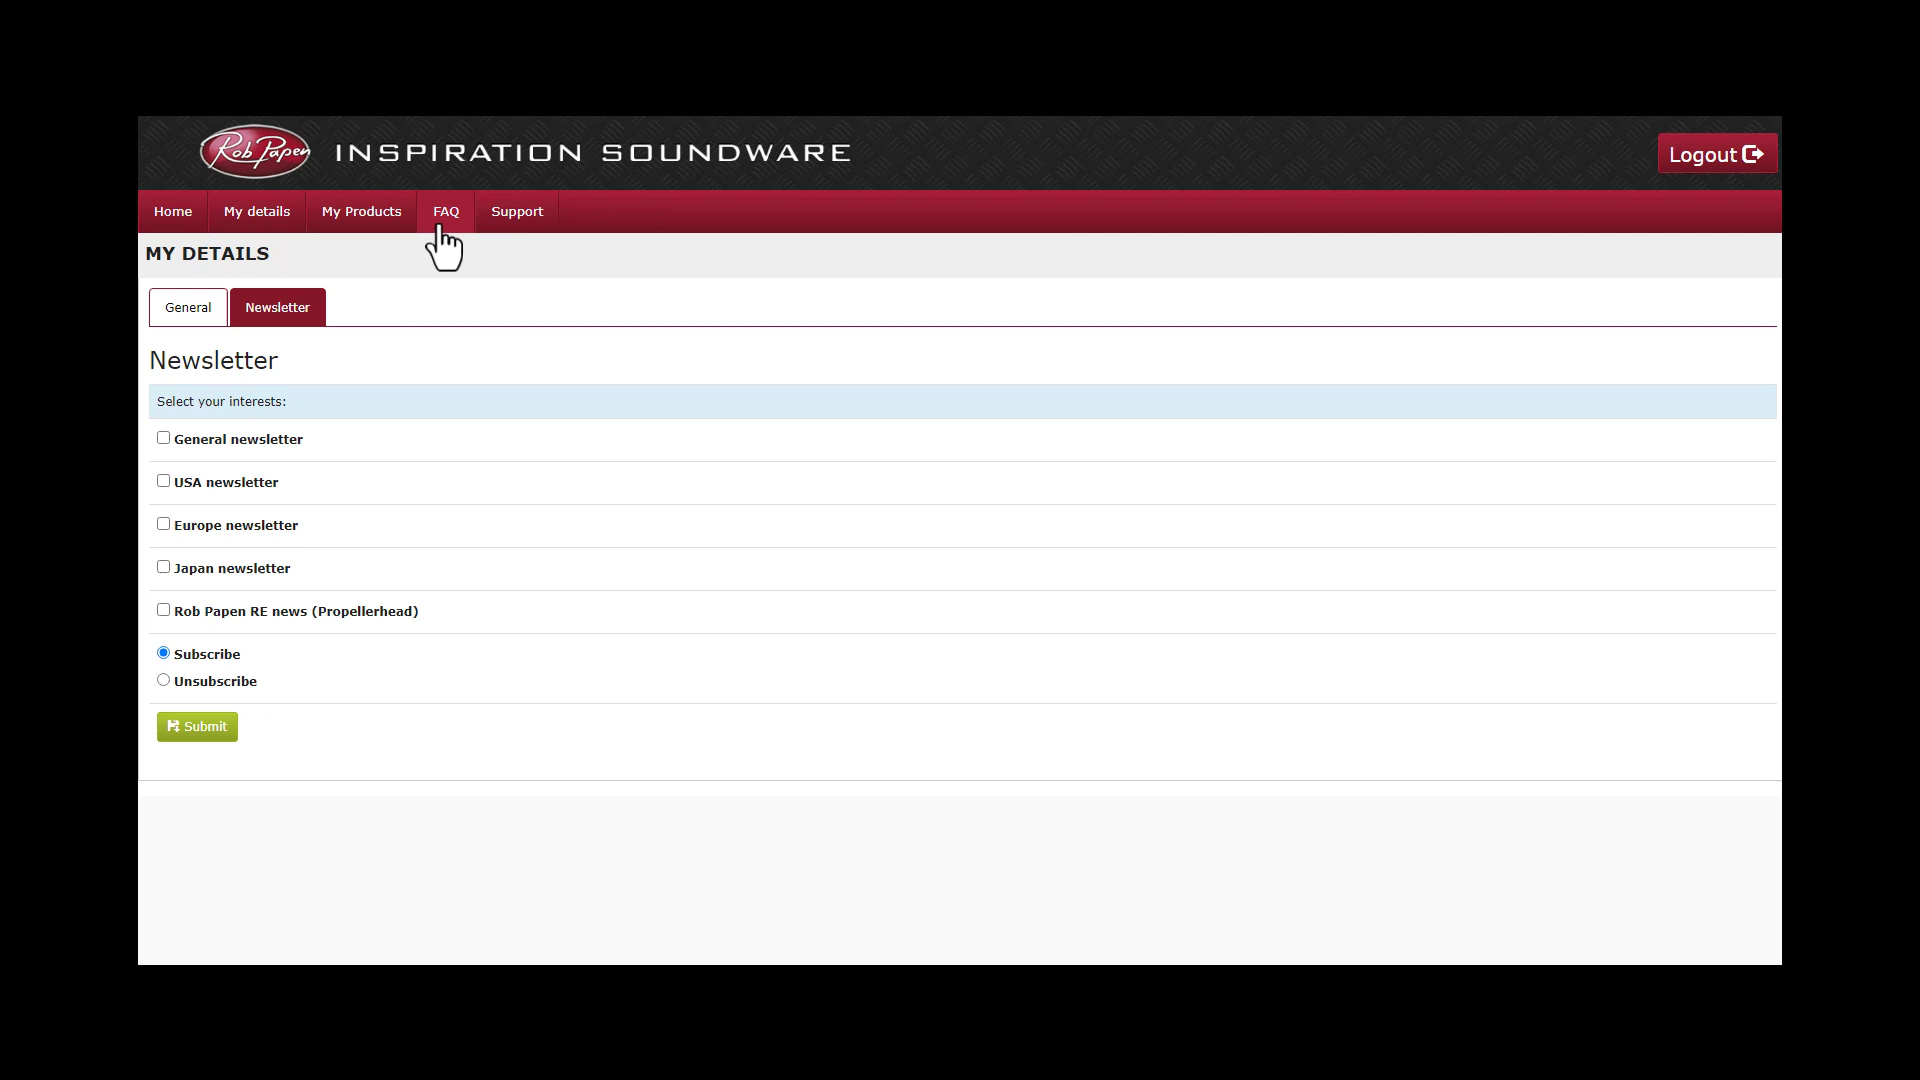 Rob Papen INSPIRATION SOUNDWARE
Logout
Home My details My Products FAQ Support
MY DETAILS
General Newsletter
Newsletter
Select your interests:
General newsletter
USA newsletter
Europe newsletter
Japan newsletter
Rob Papen RE news (Propellerhead)
Subscribe
Unsubscribe
Submit